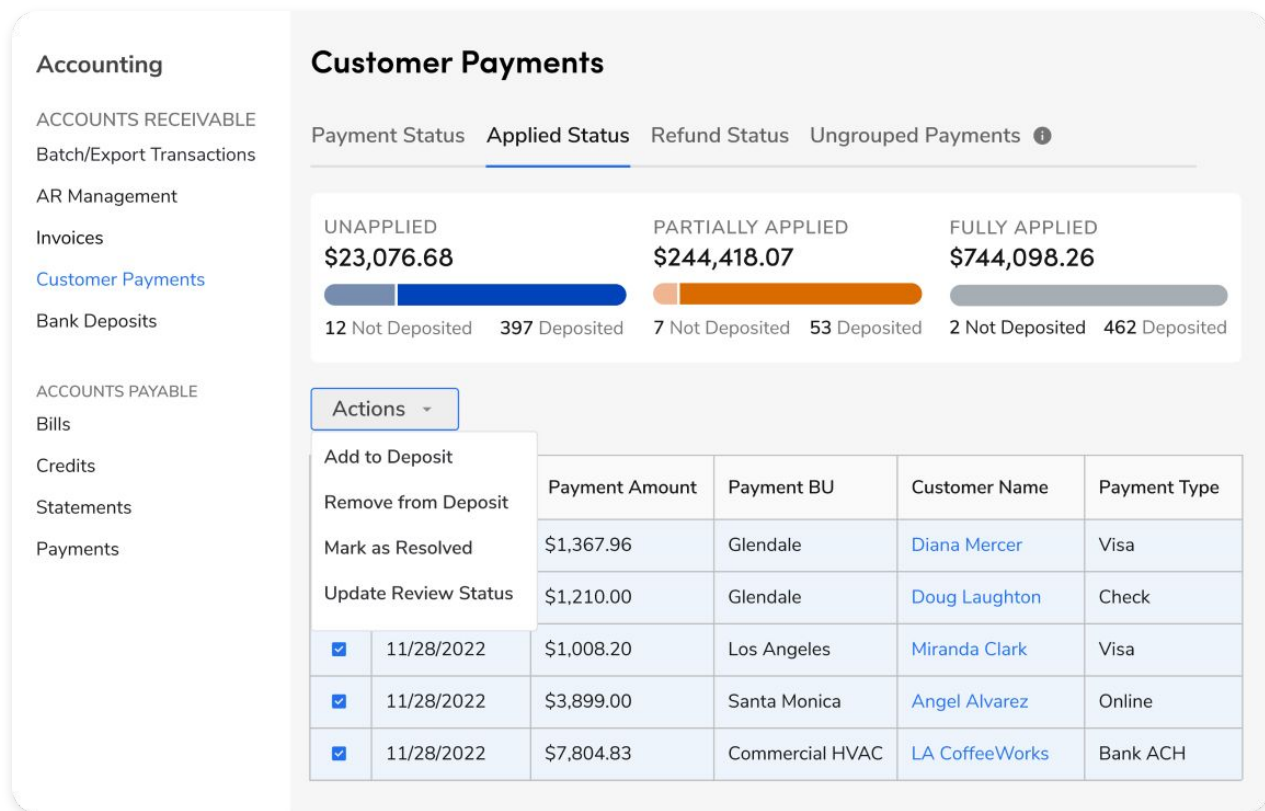 Accounting
ACCOUNTS RECEIVABLE
Batch/Export Transactions
AR Management
Invoices
Customer Payments
Bank Deposits
ACCOUNTS PAYABLE
Bills
Credits
Statements
Payments
Customer Payments
Payment Status Applied Status Refund Status Ungrouped Payments
UNAPPLIED PARTIALLY APPLIED FULLY APPLIED
$23,076.68 $244,418.07 $744,098.26
12 Not Deposited 397 Deposited 7 Not Deposited 53 Deposited 2 Not Deposited 462 Deposited
Actions
Add to Deposit
Remove from Deposit
Mark as Resolved
Update Review Status
Payment Amount Payment BU Customer Name Payment Type
$1,367.96 Glendale Diana Mercer Visa
$1,210.00 Glendale Doug Laughton Check
11/28/2022 $1,008.20 Los Angeles Miranda Clark Visa
11/28/2022 $3,899.00 Santa Monica Angel Alvarez Online
11/28/2022 $7,804.83 Commercial HVAC LA CoffeeWorks Bank ACH